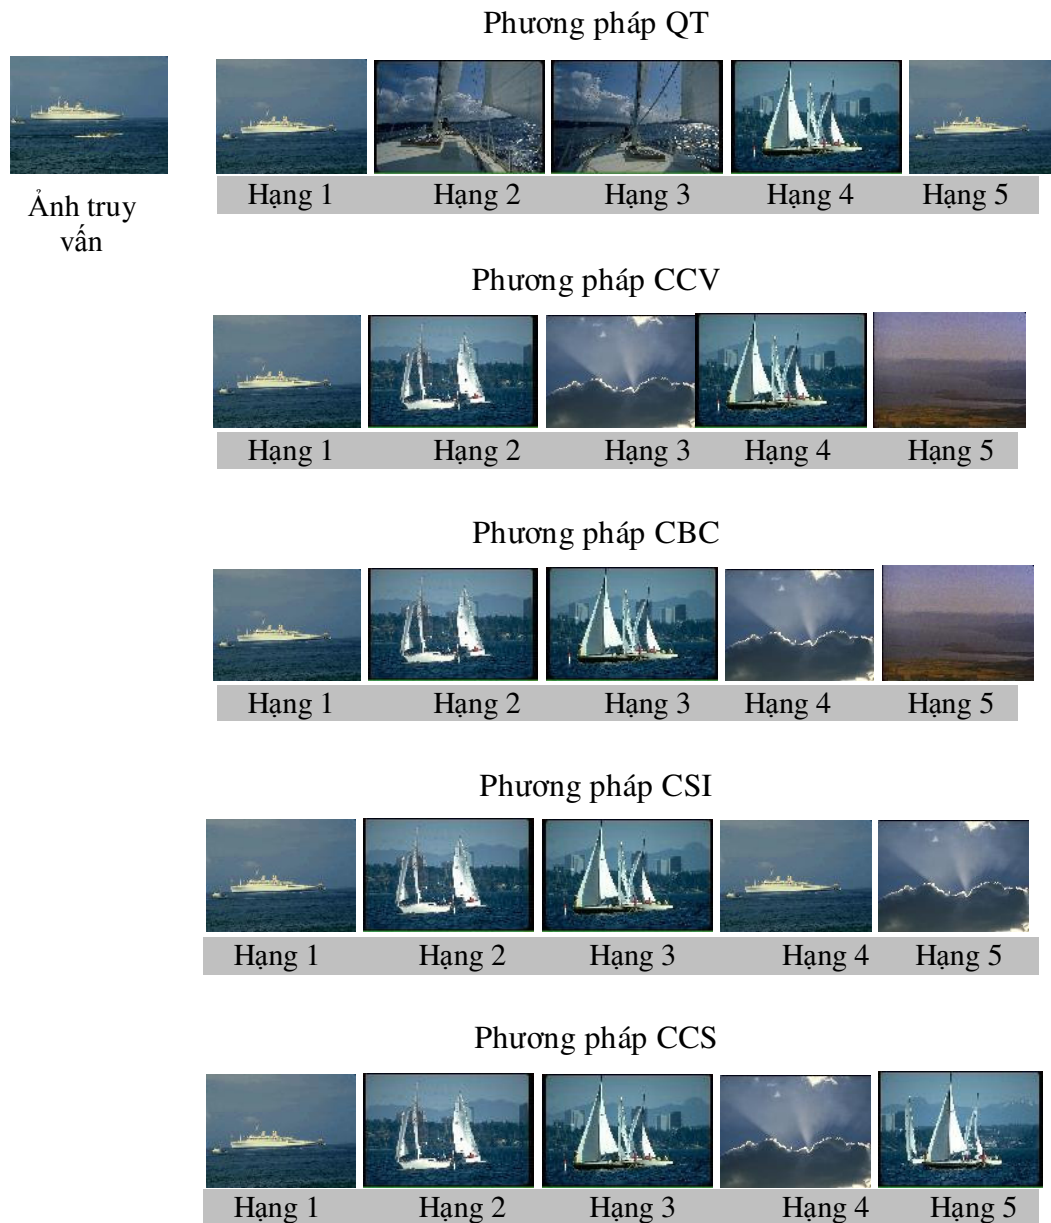 Phương pháp QT
Hạng 1 Hạng 2 Hạng 3 Hạng 4 Hạng 5
Ảnh truy
vấn
Phương pháp CCV
Hạng 1 Hạng 2 Hạng 3 Hạng 4 Hạng 5
Phương pháp CBC
Hạng 1 Hạng 2 Hạng 3 Hạng 4 Hạng 5
Phương pháp CSI
Hạng 1 Hạng 2 Hạng 3 Hạng 4 Hạng 5
Phương pháp CCS
Hạng 1 Hạng 2 Hạng 3 Hạng 4 Hạng 5